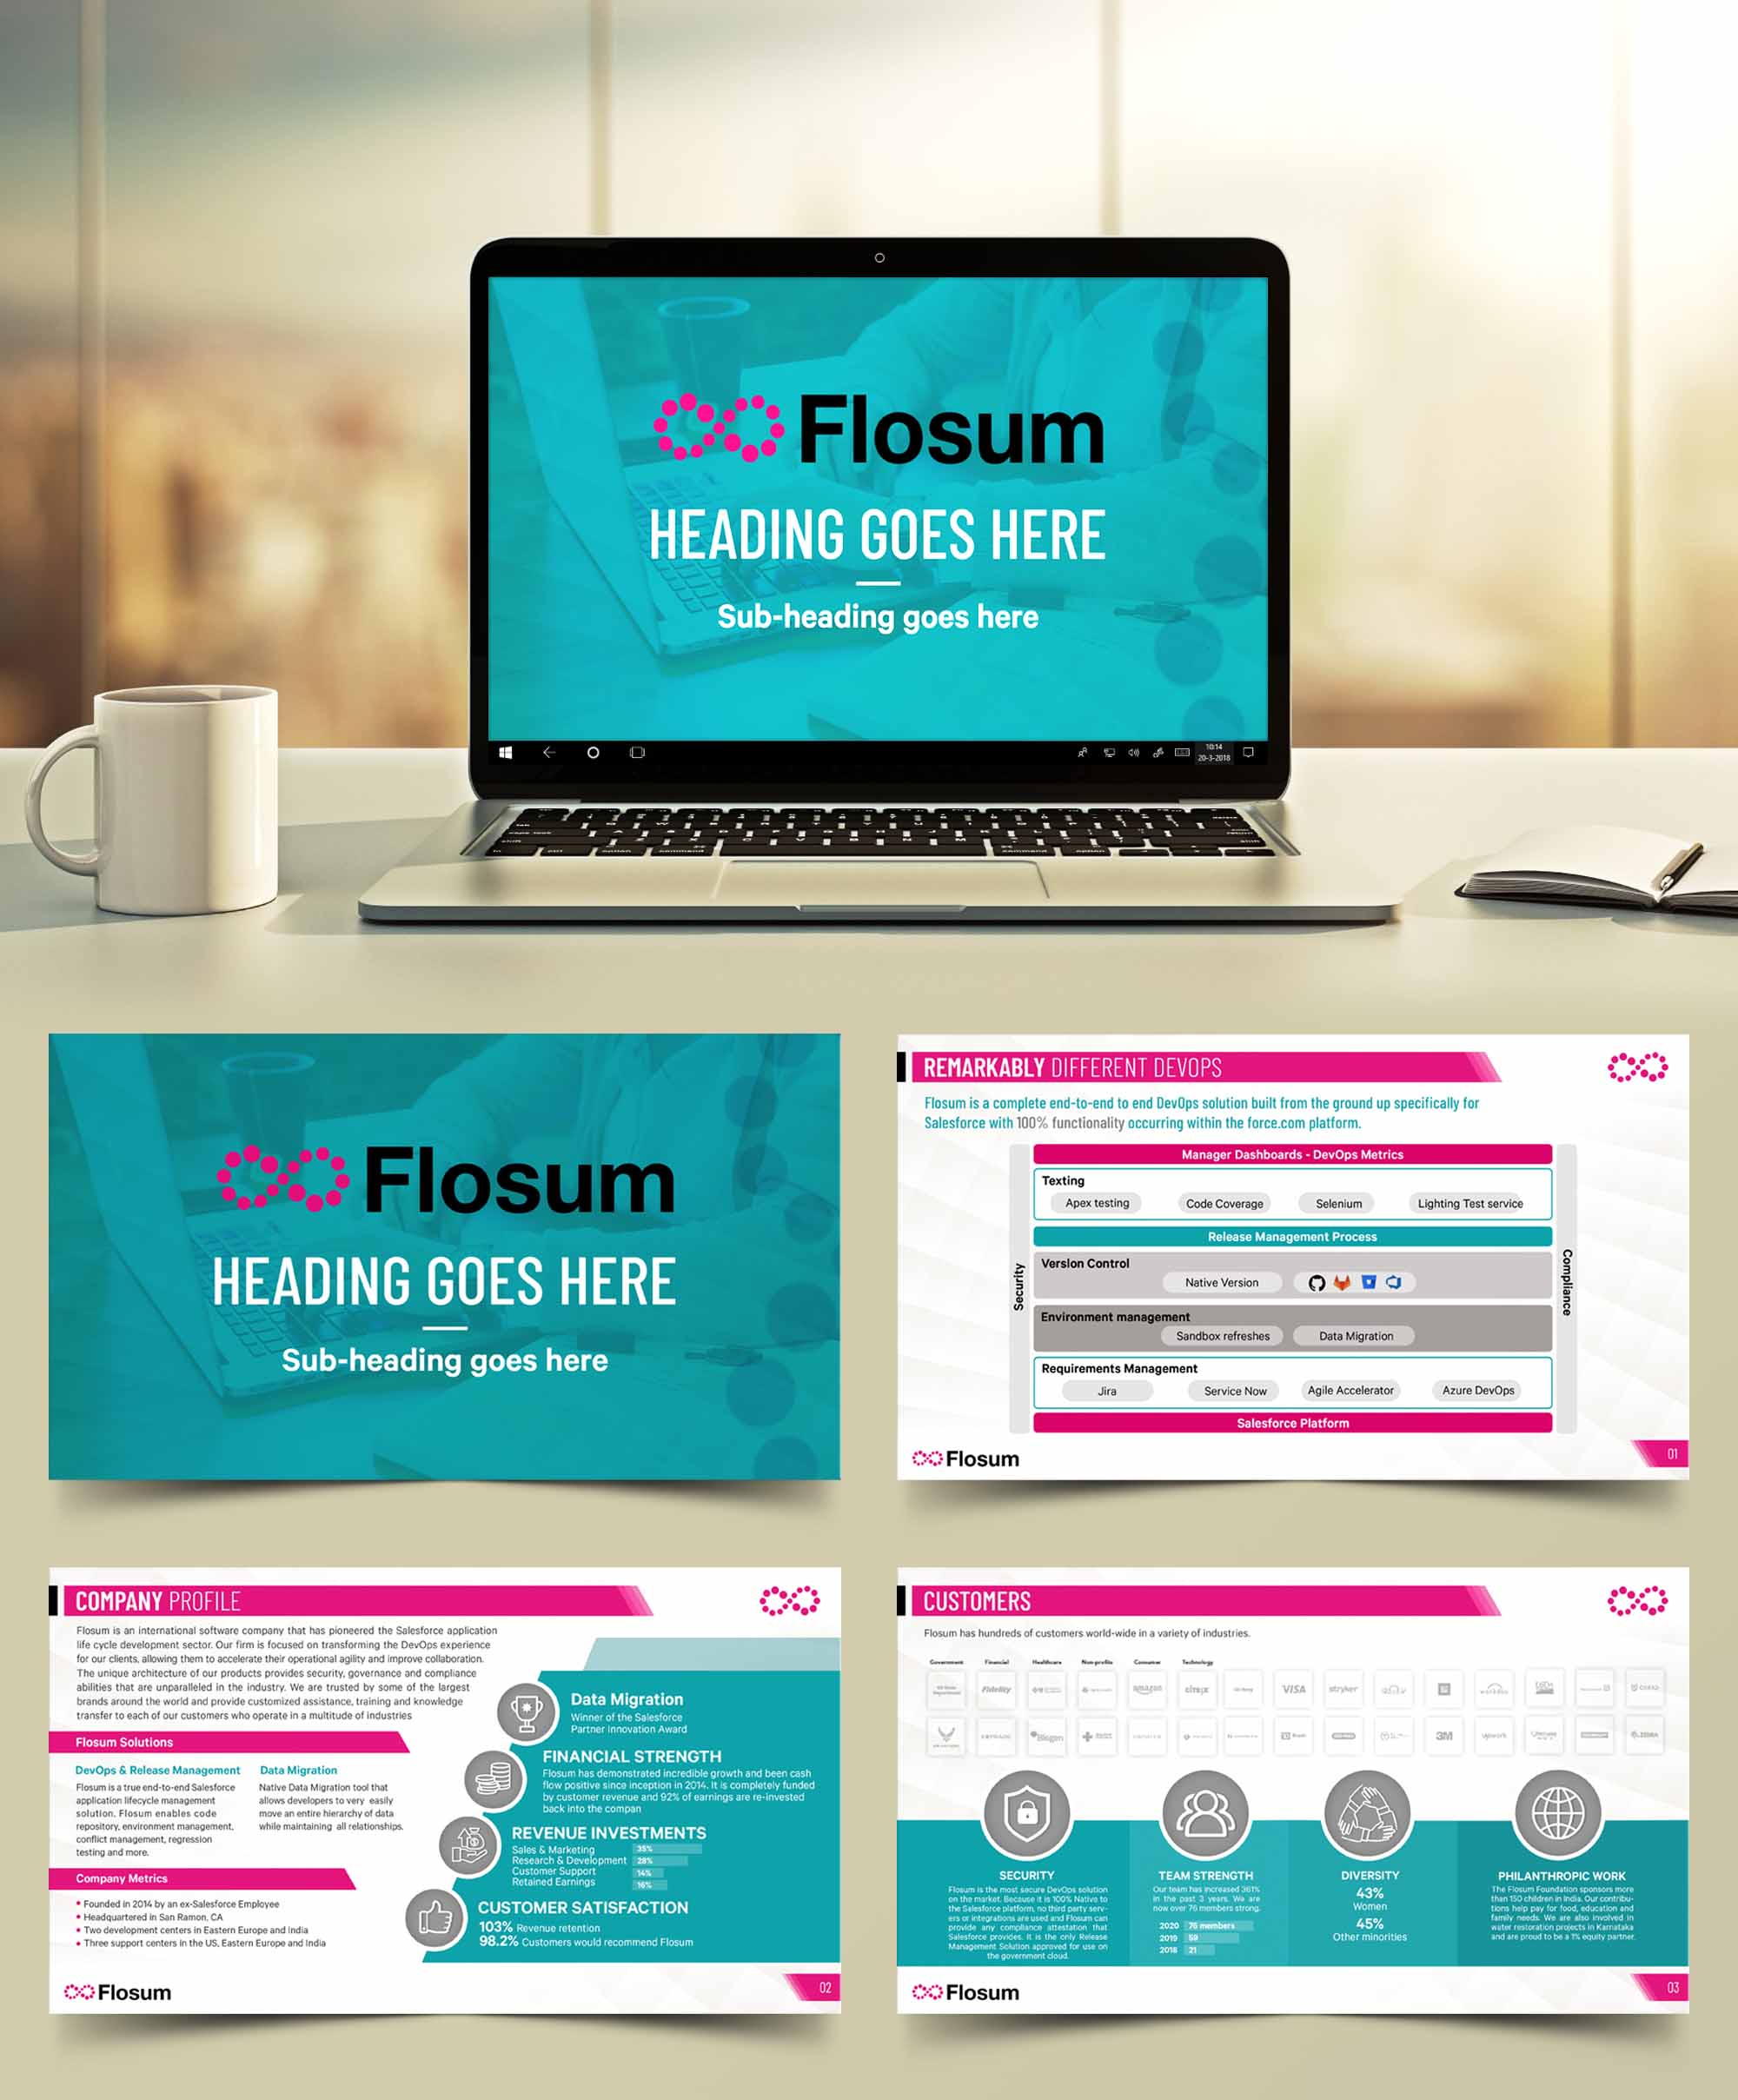 Flosum
HEADING GOES HERE
Sub-heading goes here
10:14
20-3-2018
Flosum
HEADING GOES HERE
Sub-heading goes here
REMARKABLY DIFFERENT DEVOPS
Flosum is a complete end-to-end to end DevOps solution built from the ground up specifically for
Salesforce with 100% functionality occurring within the force.com platform.
Manager Dashboards - DevOps Metrics
Texting
Apex testing
Code Coverage
Selenium
Lighting Test service
Release Management Process
Version Control
Native Version
Environment management
Sandbox refreshes
Data Migration
Requirements Management
Jira
Service Now
Agile Accelerator
Azure DevOps
Salesforce Platform
Security
Compliance
Flosum
01
COMPANY PROFILE
Flosum is an international software company that has pioneered the Salesforce application
life cycle development sector. Our firm is focused on transforming the DevOps experience
for our clients, allowing them to accelerate their operational agility and improve collaboration.
The unique architecture of our products provides security, governance and compliance
abilities that are unparalleled in the industry. We are trusted by some of the largest
brands around the world and provide customized assistance, training and knowledge
transfer to each of our customers who operate in a multitude of industries
Flosum Solutions
DevOps & Release Management
Flosum is a true end-to-end Salesforce
application lifecycle management
solution. Flosum enables code
repository, environment management,
conflict management, regression
testing and more.
Data Migration
Native Data Migration tool that
allows developers to very easily
move an entire hierarchy of data
while maintaining all relationships.
Company Metrics
• Founded in 2014 by an ex-Salesforce Employee
• Headquartered in San Ramon, CA
• Two development centers in Eastern Europe and India
• Three support centers in the US, Eastern Europe and India
Data Migration
Winner of the Salesforce
Partner Innovation Award
FINANCIAL STRENGTH
Flosum has demonstrated incredible growth and been cash
flow positive since inception in 2014. It is completely funded
by customer revenue and 92% of earnings are re-invested
back into the compan
REVENUE INVESTMENTS
Sales & Marketing 35%
Research & Development 28%
Customer Support 14%
Retained Earnings 16%
CUSTOMER SATISFACTION
103% Revenue retention
98.2% Customers would recommend Flosum
Flosum
02
CUSTOMERS
Flosum has hundreds of customers world-wide in a variety of industries.
Government Financial Healthcare Non-profits Consumer Technology
Fidelity
amazon
citrix
VISA
stryker
workday
E*TRADE
Biogen
3M
Upwork
ZEBRA
SECURITY
Flosum is the most secure DevOps solution
on the market. Because it is 100% Native to
the Salesforce platform, no third party serv-
ers or integrations are used and Flosum can
provide any compliance attestation that
Salesforce provides. It is the only Release
Management Solution approved for use on
the government cloud.
TEAM STRENGTH
Our team has increased 361%
in the past 3 years. We are
now over 76 members strong.
2020 76 members
2019 59
2018 21
DIVERSITY
43%
Women
45%
Other minorities
PHILANTHROPIC WORK
The Flosum Foundation sponsors more
than 150 children in India. Our contribu-
tions help pay for food, education and
family needs. We are also involved in
water restoration projects in Karnataka
and are proud to be a 1% equity partner.
Flosum
03